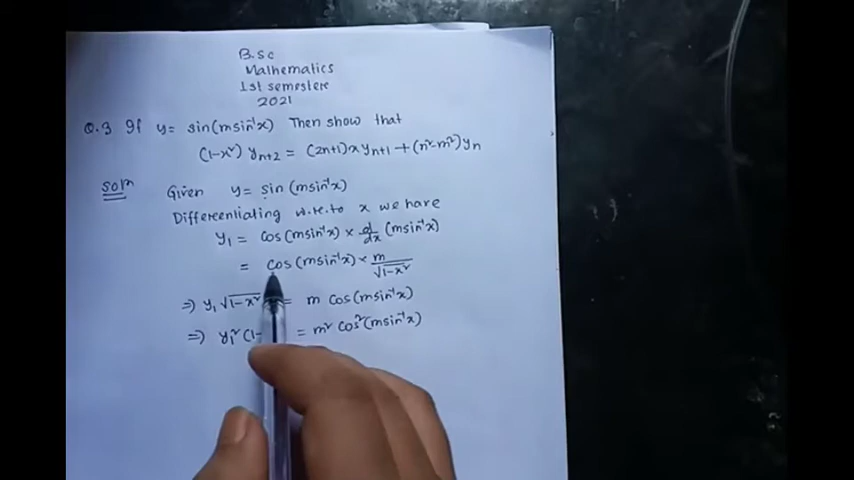 B.Sc
Mathematics
1st semestere
2021
Q.3 If y = sin(msin⁻¹x) Then show that
(1-x²) yₙ₊₂ = (2n+1)x yₙ₊₁ + (n²-m²)yₙ
Solⁿ Given y = sin (msin⁻¹x)
Differentiating w.r.to x we have
y₁ = cos(msin⁻¹x) × d/dx (msin⁻¹x)
= cos(msin⁻¹x) × m/√1-x²
⇒ y₁ √1-x² = m cos(msin⁻¹x)
⇒ y₁² (1- = m² cos²(msin⁻¹x)